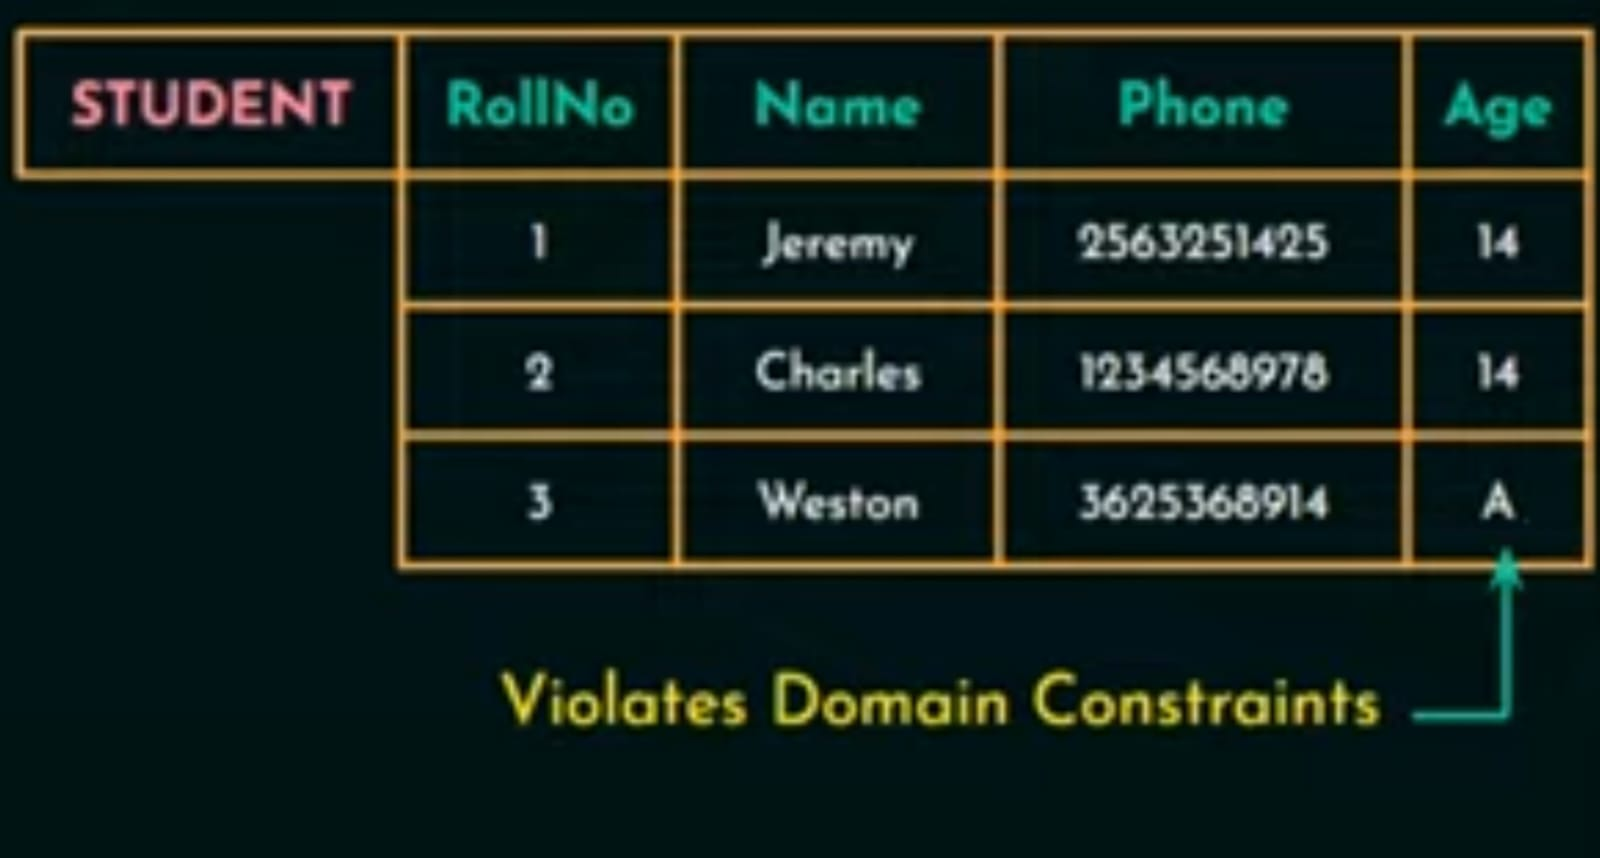 STUDENT RollNo Name Phone Age
1 Jeremy 2563251425 14
2 Charles 1234568978 14
3 Weston 3625368914 A
Violates Domain Constraints